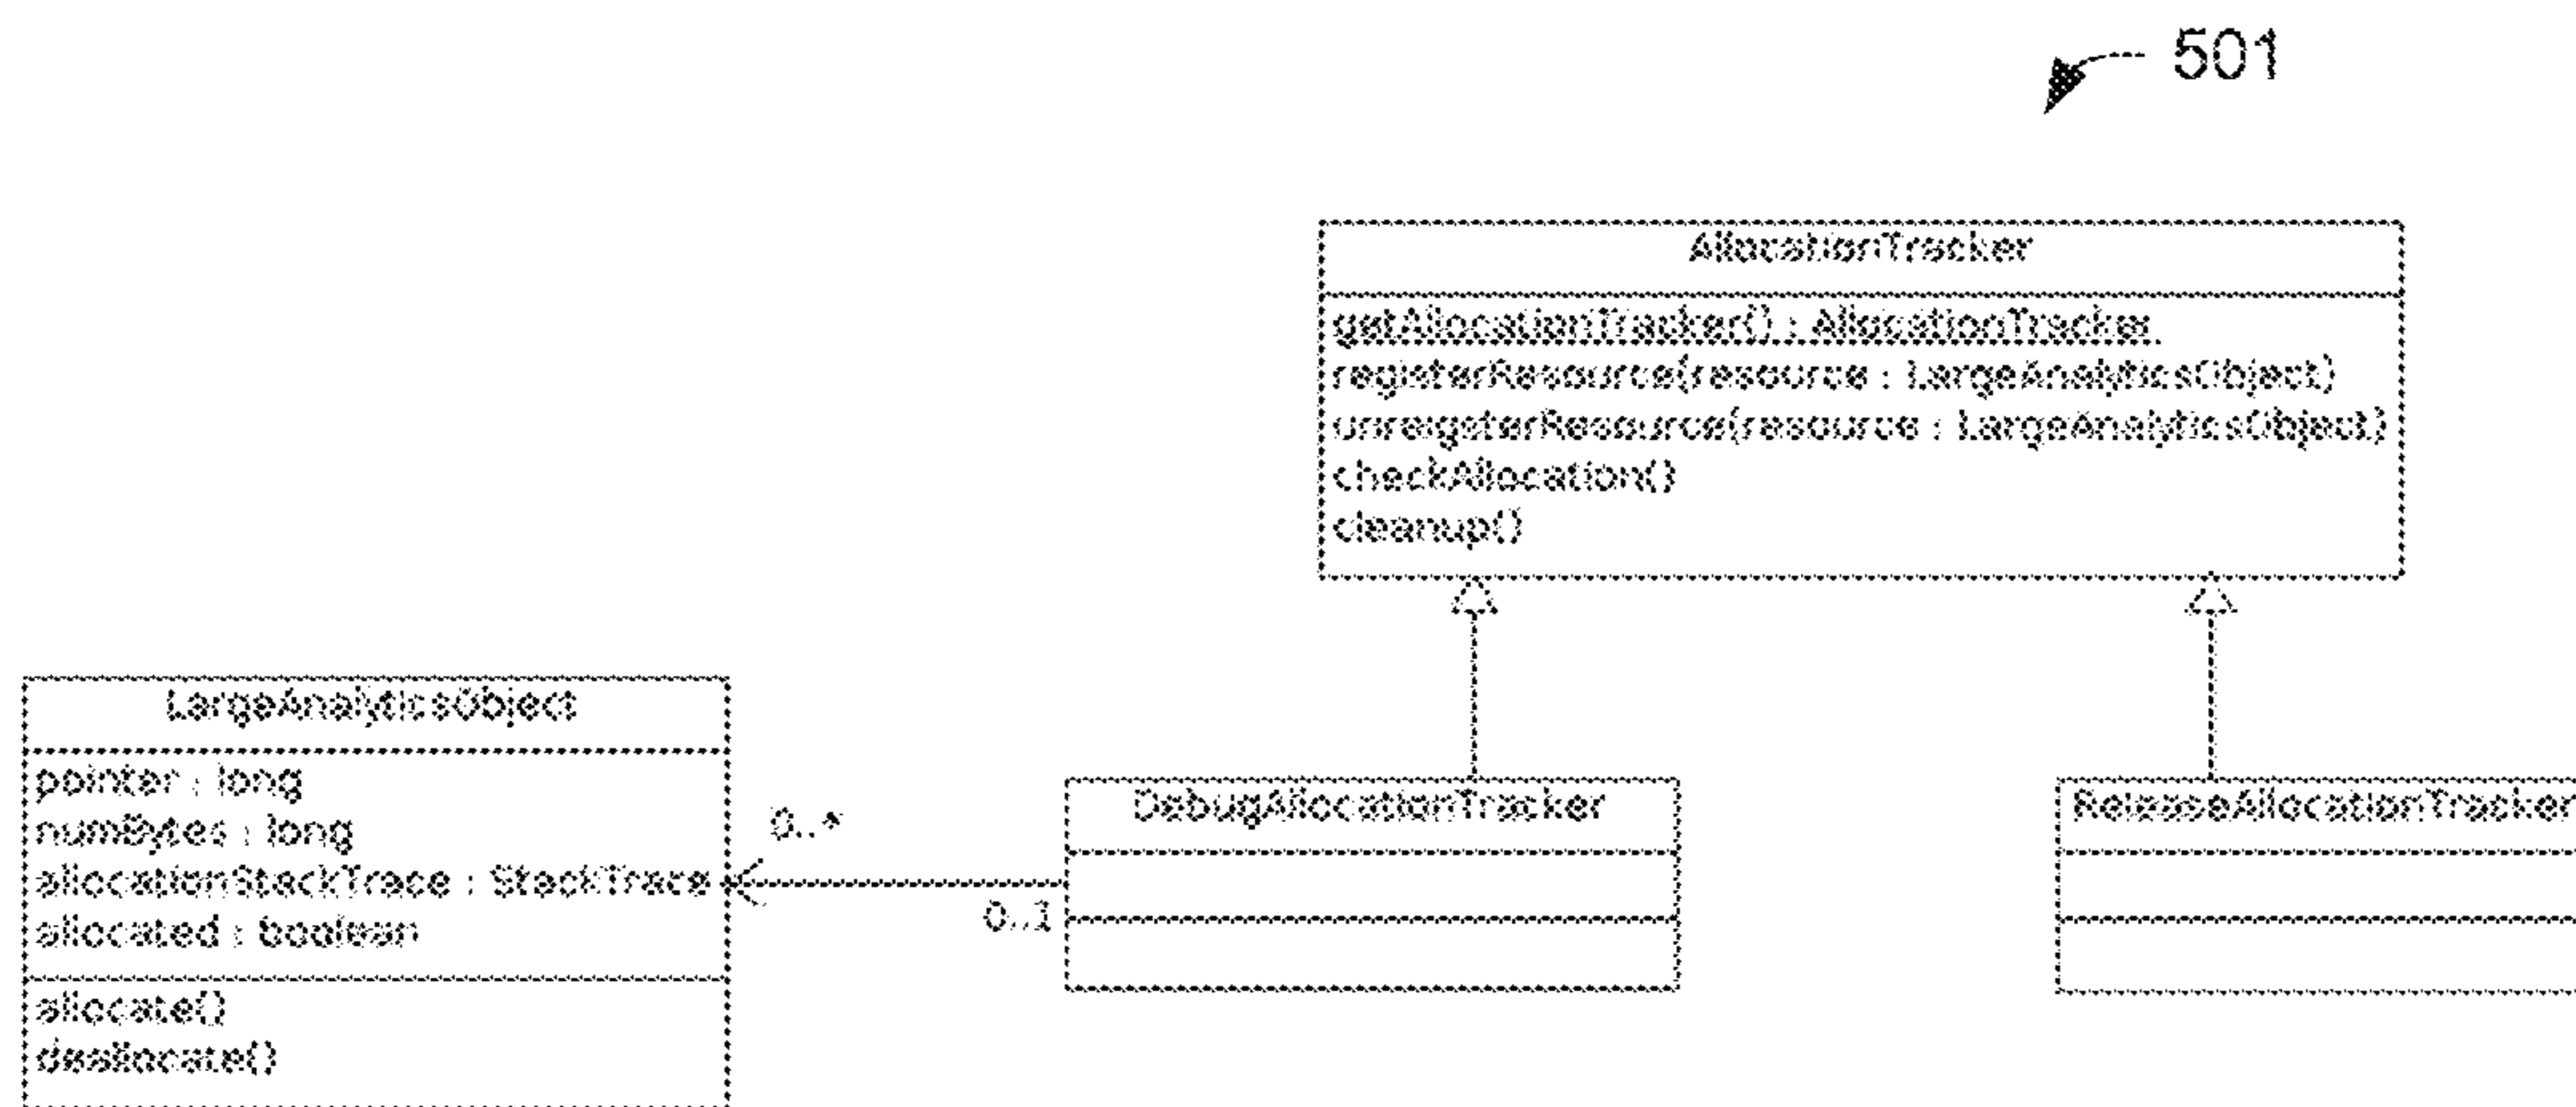 501
AllocationTracker
getAllocationTracker() : AllocationTracker
registerResource(resource : LargeAnalyticsObject)
unreigsterResource(resource : LargeAnalyticsObject)
checkAllocation()
cleanup()
LargeAnalyticsObject
pointer : long
numBytes : long
allocationStackTrace : StackTrace
allocated : boolean
allocate()
deallocate()
0..*
0..1
DebugAllocationTracker
ReleaseAllocationTracker